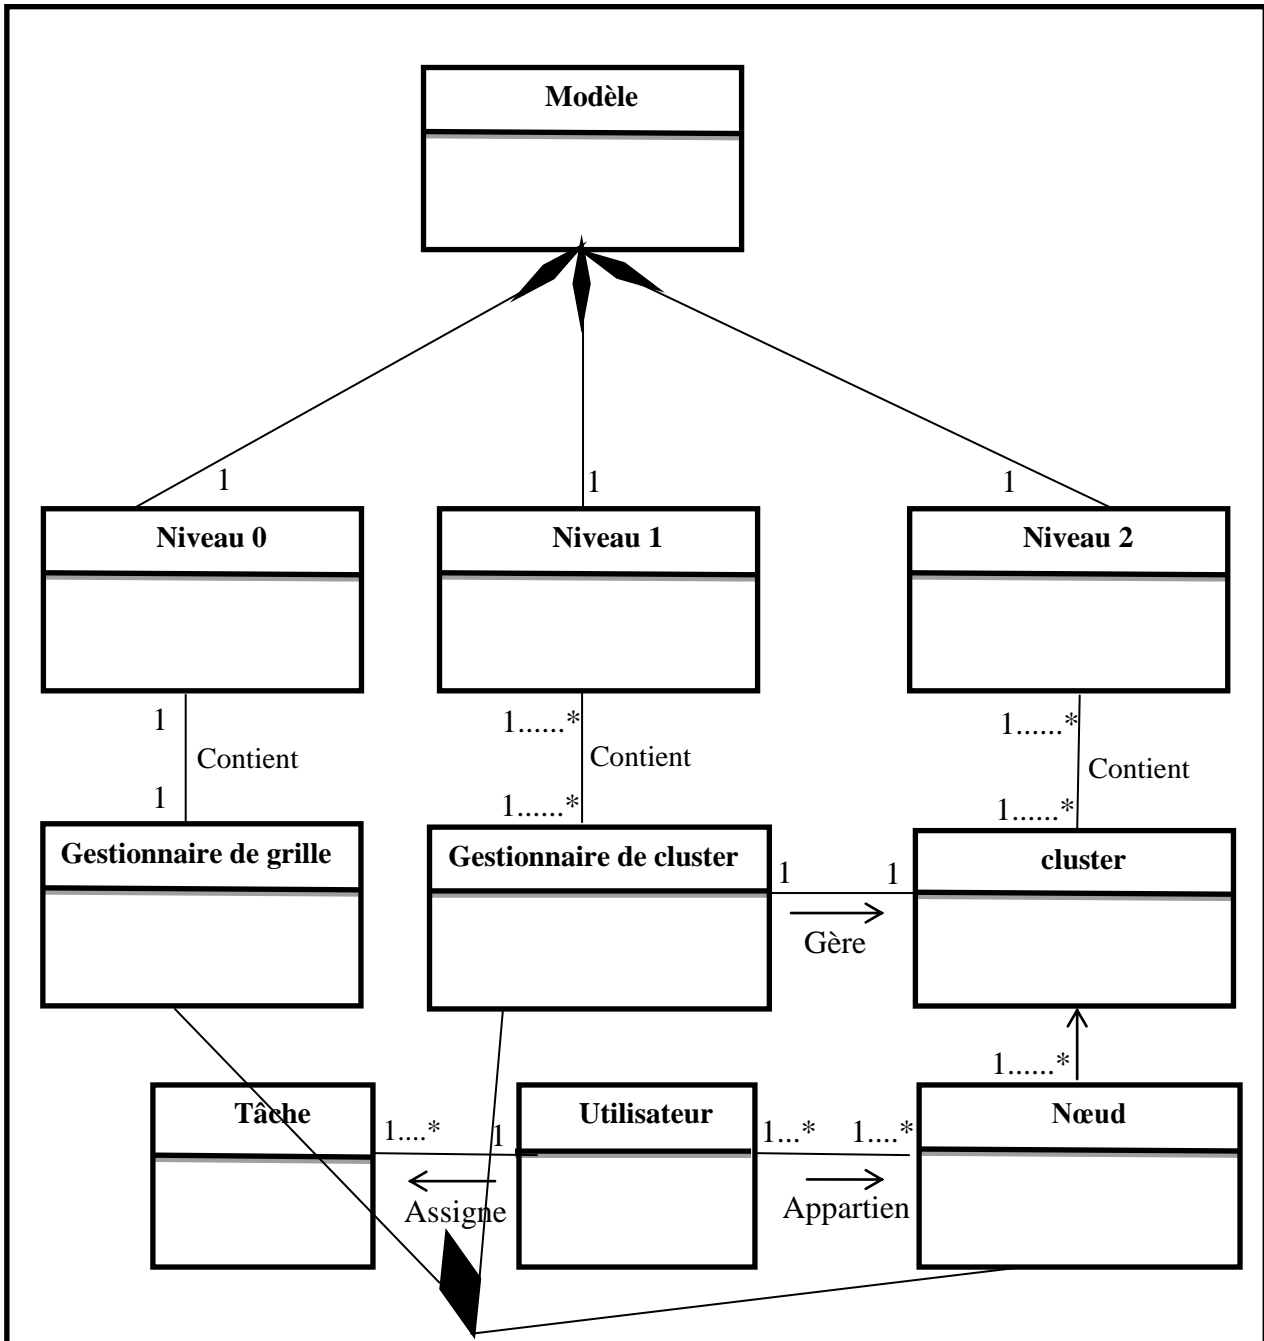 Modèle
1
1
1
Niveau 0
Niveau 1
Niveau 2
1
1......*
1......*
Contient
Contient
Contient
1
1......*
1......*
Gestionnaire de grille
Gestionnaire de cluster
cluster
1
1
Gère
1......*
Tâche
Utilisateur
Nœud
1....*
1
1...*
1....*
Assigne
Appartien